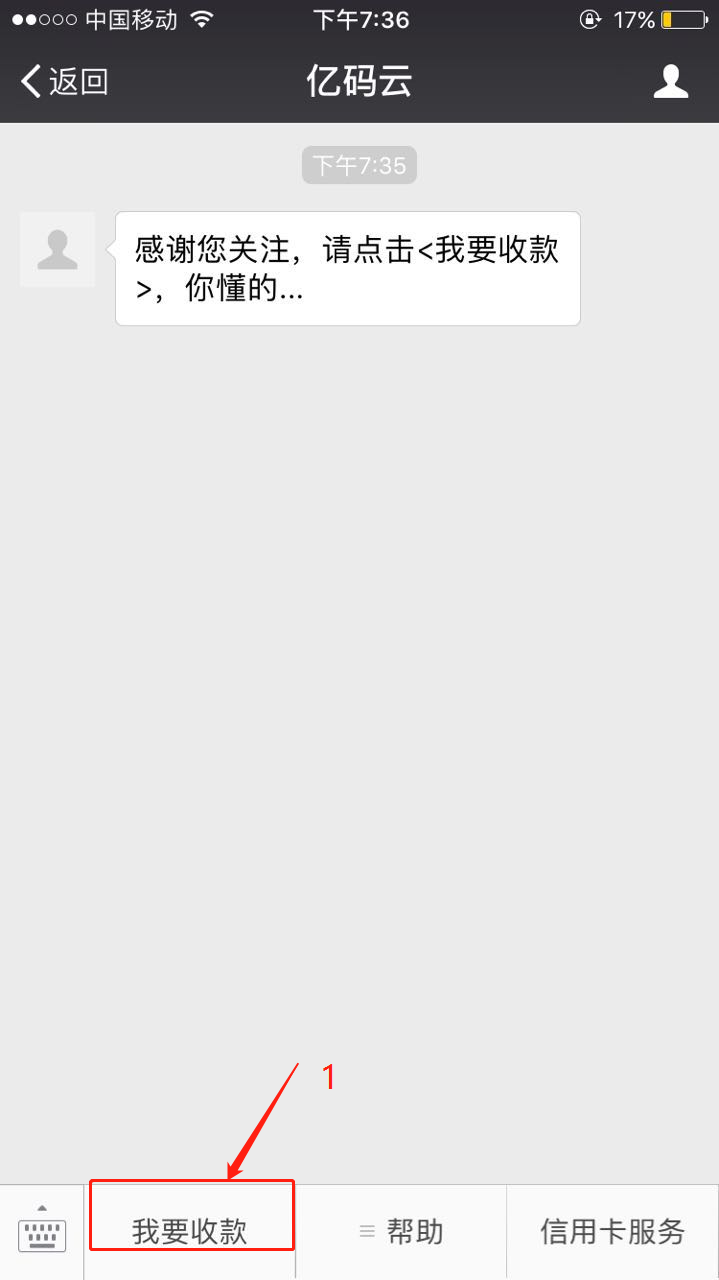 中国移动 下午7:36 17%
返回 亿码云
下午7:35
感谢您关注，请点击<我要收款
>，你懂的...
1
我要收款 帮助 信用卡服务